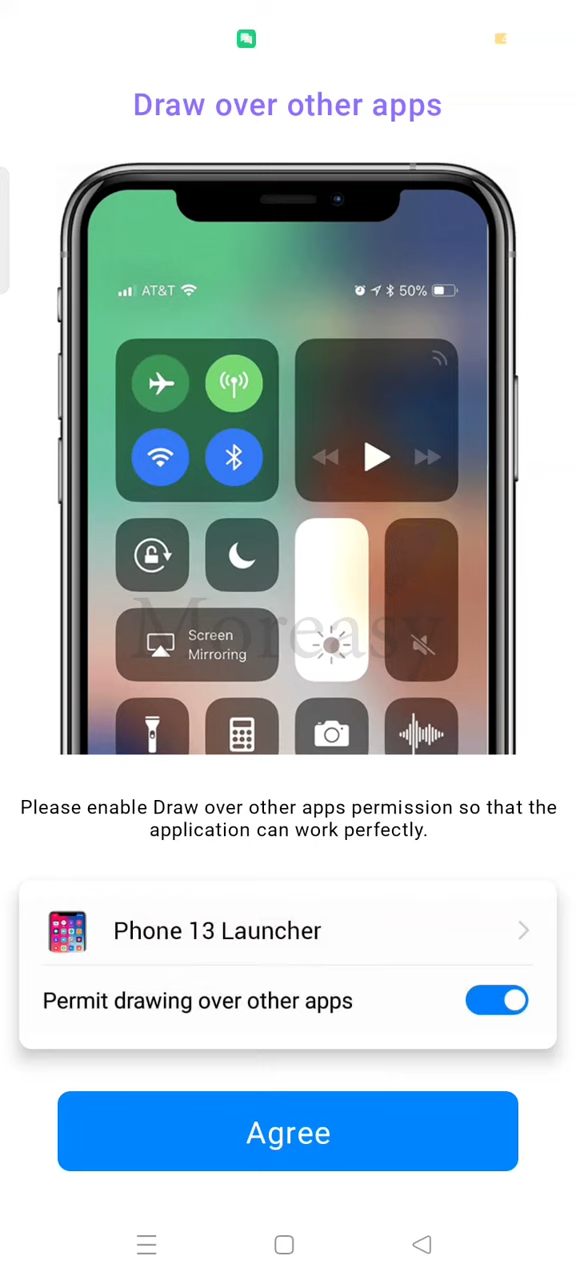 Draw over other apps
AT&T
50%
Screen
Mirroring
Moreasy
Please enable Draw over other apps permission so that the
application can work perfectly.
Phone 13 Launcher
Permit drawing over other apps
Agree